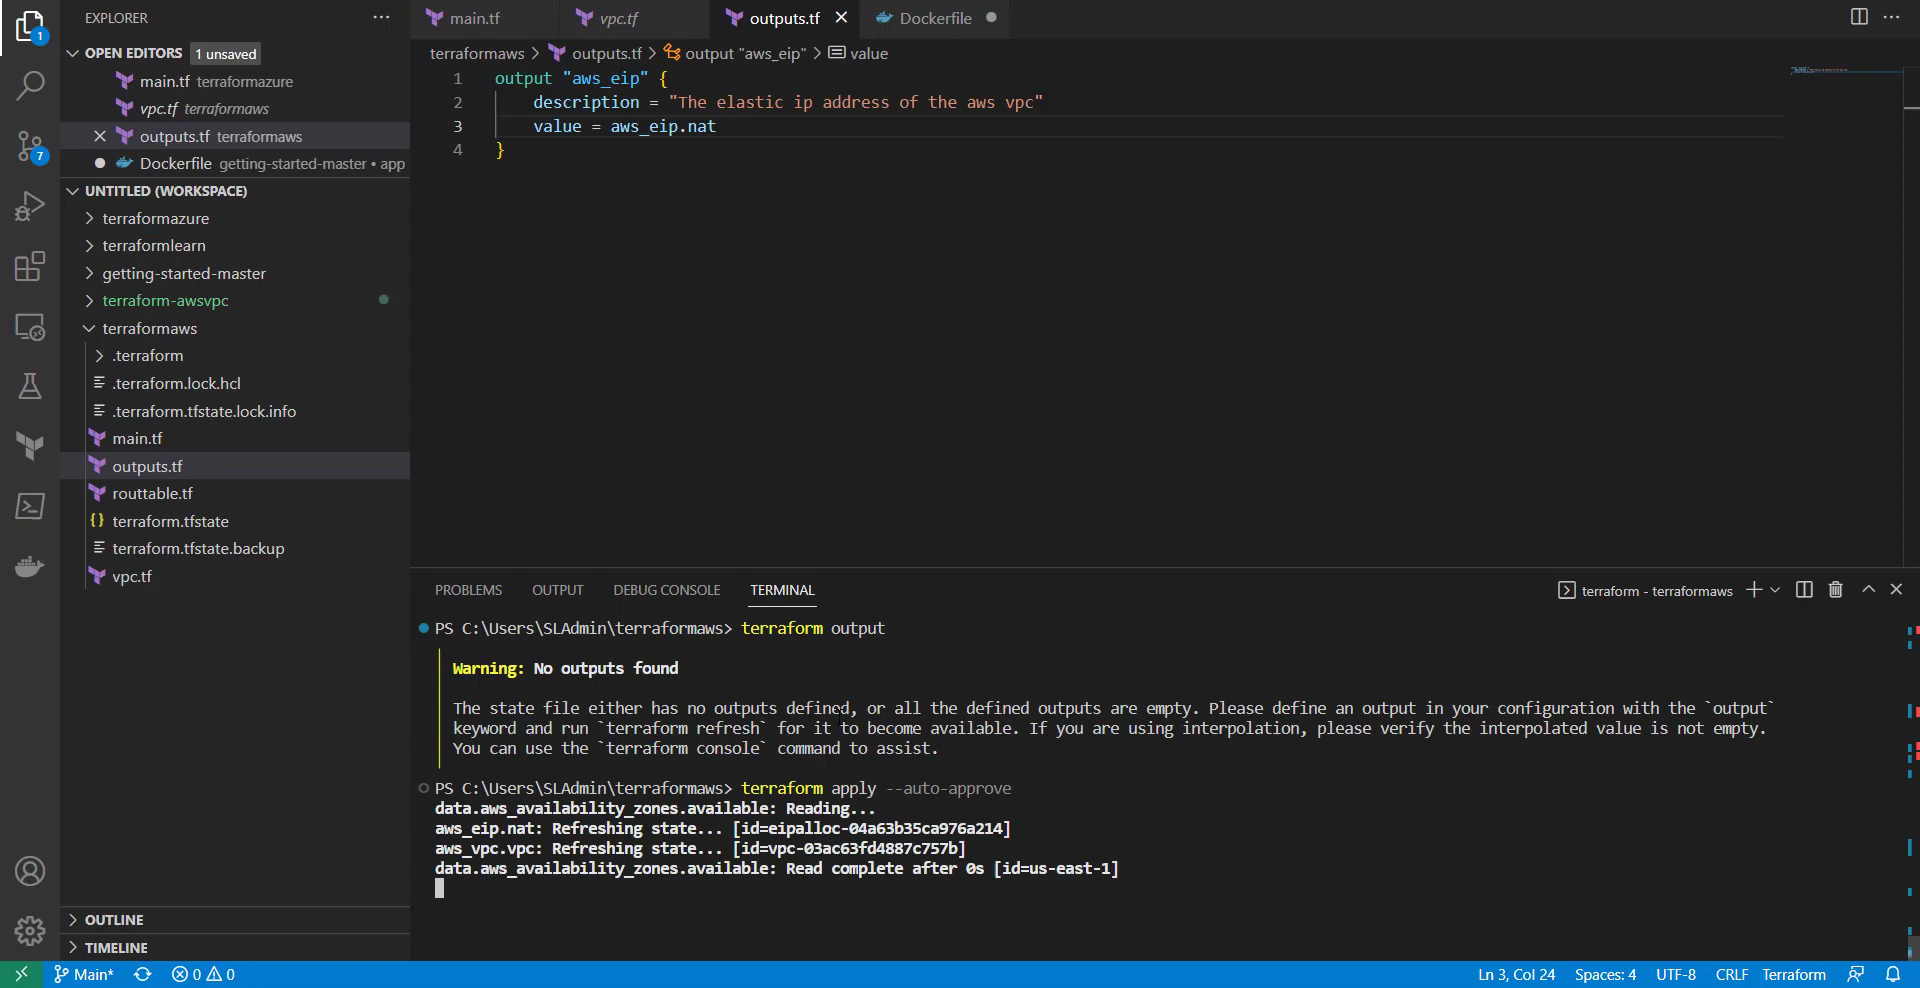 EXPLORER
OPEN EDITORS 1 unsaved
main.tf terraformazure
vpc.tf terraformaws
outputs.tf terraformaws
Dockerfile getting-started-master • app
UNTITLED (WORKSPACE)
terraformazure
terraformlearn
getting-started-master
terraform-awsvpc
terraformaws
.terraform
.terraform.lock.hcl
.terraform.tfstate.lock.info
main.tf
outputs.tf
routtable.tf
terraform.tfstate
terraform.tfstate.backup
vpc.tf
OUTLINE
TIMELINE
1
7
main.tf vpc.tf outputs.tf Dockerfile
terraformaws > outputs.tf > output "aws_eip" > value
1 output "aws_eip" {
2 description = "The elastic ip address of the aws vpc"
3 value = aws_eip.nat
4 }
PROBLEMS OUTPUT DEBUG CONSOLE TERMINAL terraform - terraformaws
PS C:\Users\SLAdmin\terraformaws> terraform output
Warning: No outputs found
The state file either has no outputs defined, or all the defined outputs are empty. Please define an output in your configuration with the `output`
keyword and run `terraform refresh` for it to become available. If you are using interpolation, please verify the interpolated value is not empty.
You can use the `terraform console` command to assist.
PS C:\Users\SLAdmin\terraformaws> terraform apply --auto-approve
data.aws_availability_zones.available: Reading...
aws_eip.nat: Refreshing state... [id=eipalloc-04a63b35ca976a214]
aws_vpc.vpc: Refreshing state... [id=vpc-03ac63fd4887c757b]
data.aws_availability_zones.available: Read complete after 0s [id=us-east-1]
Main* 0 0 Ln 3, Col 24 Spaces: 4 UTF-8 CRLF Terraform